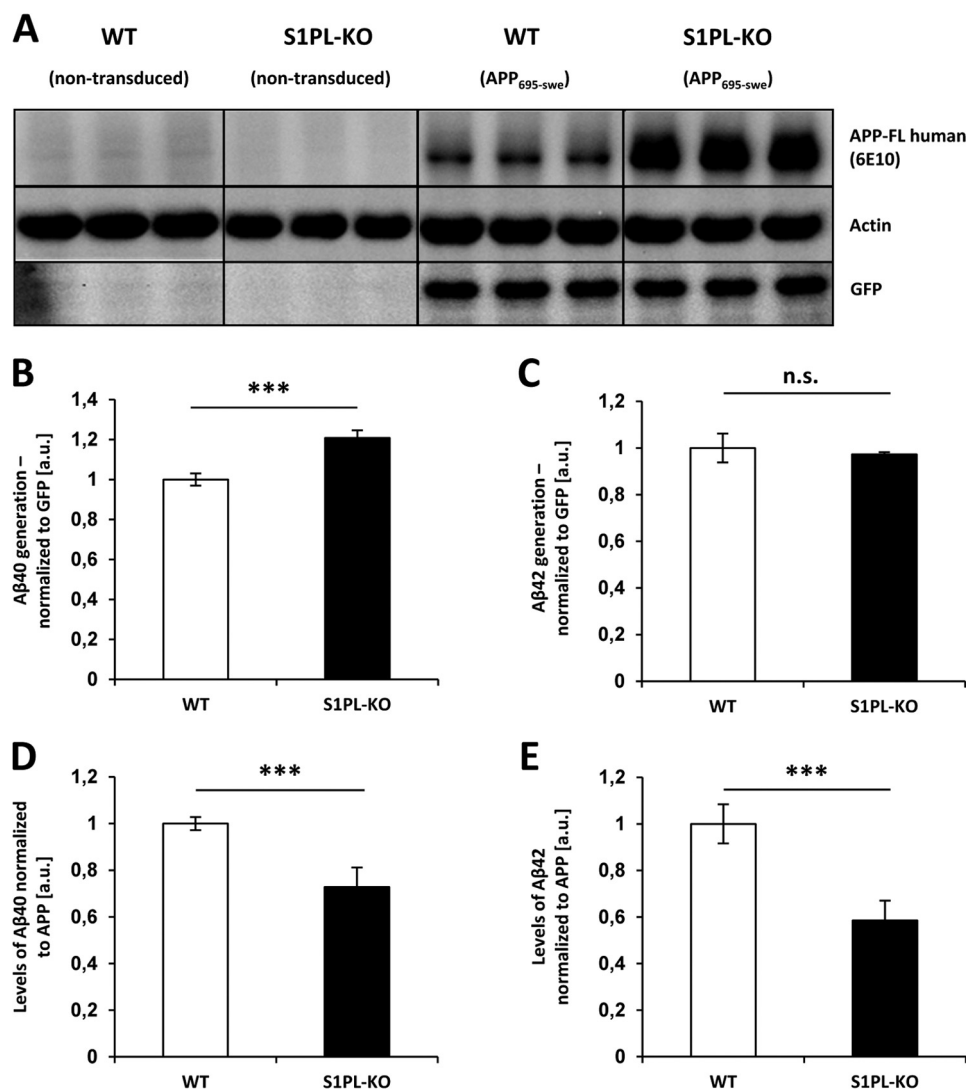 A
WT
(non-transduced)
S1PL-KO
(non-transduced)
WT
(APP695-swe)
S1PL-KO
(APP695-swe)
APP-FL human
(6E10)
Actin
GFP
B
Aβ40 generation –
normalized to GFP [a.u.]
1,4
1,2
1
0,8
0,6
0,4
0,2
0
***
WT
S1PL-KO
C
Aβ42 generation –
normalized to GFP [a.u.]
1,2
1
0,8
0,6
0,4
0,2
0
n.s.
WT
S1PL-KO
D
Levels of Aβ40 normalized
to APP [a.u.]
1,2
1
0,8
0,6
0,4
0,2
0
***
WT
S1PL-KO
E
Levels of Aβ42
normalized to APP [a.u.]
1,2
1
0,8
0,6
0,4
0,2
0
***
WT
S1PL-KO